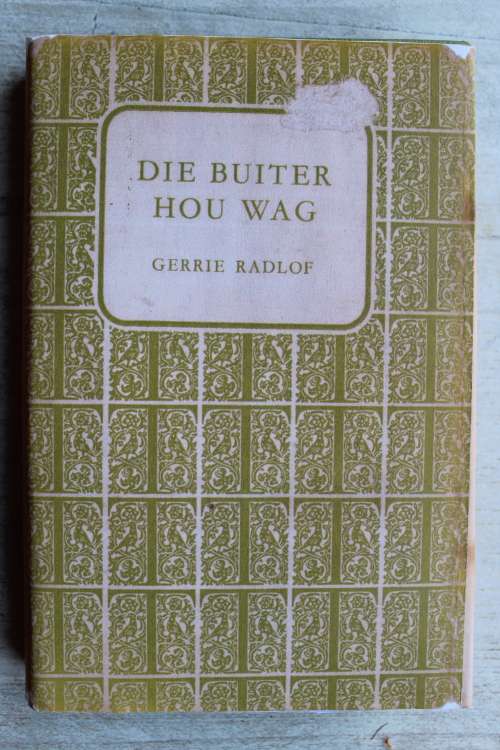 DIE BUITER
HOU WAG
GERRIE RADLOF